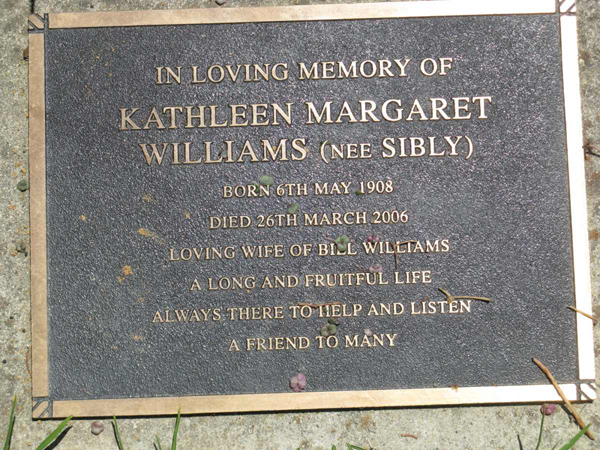 IN LOVING MEMORY OF
KATHLEEN MARGARET
WILLIAMS (NEE SIBLY)
BORN 6TH MAY 1908
DIED 26TH MARCH 2006
LOVING WIFE OF BILL WILLIAMS
A LONG AND FRUITFUL LIFE
ALWAYS THERE TO HELP AND LISTEN
A FRIEND TO MANY